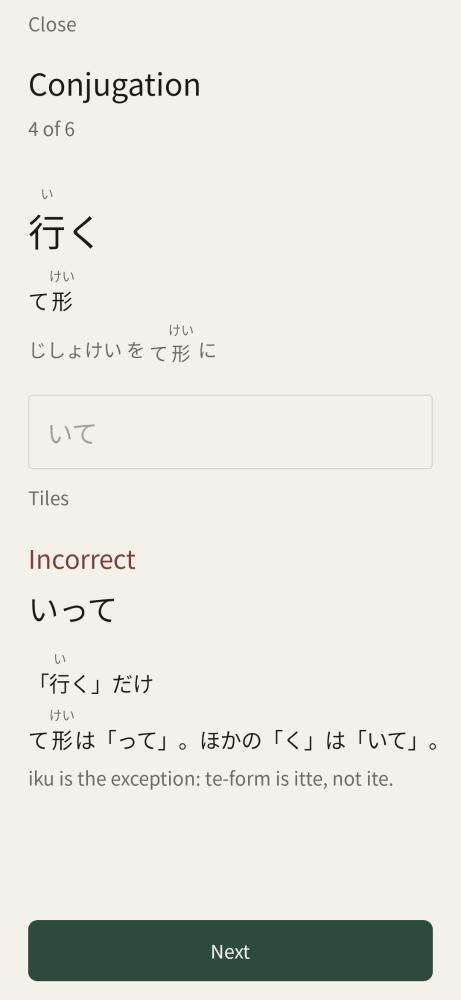 Close
Conjugation
4 of 6
い
行く
けい
て形
けい
じしょけい を て形 に
いて
Tiles
Incorrect
いって
い
「行く」だけ
けい
て形は「って」。ほかの「く」は「いて」。
iku is the exception: te-form is itte, not ite.
Next